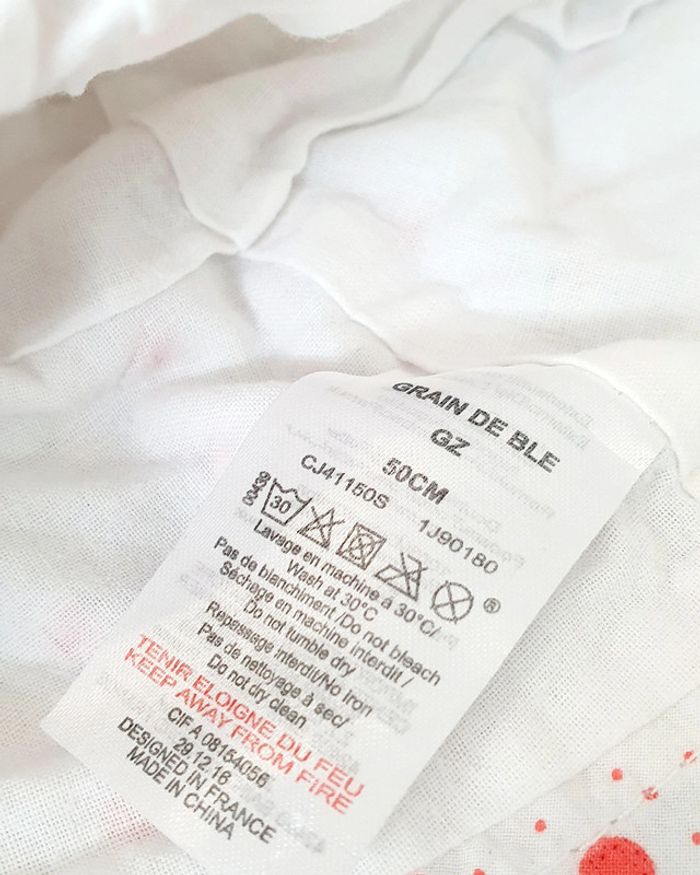 GRAIN DE BLE
GZ
50CM
CJ41150S 1J90180
30
®
Lavage en machine à 30°C/
Wash at 30°C
Pas de blanchiment /Do not bleach
Séchage en machine interdit /
Do not tumble dry
Repassage interdit/No iron
Pas de nettoyage à sec/
Do not dry clean
TENIR ELOIGNE DU FEU
KEEP AWAY FROM FIRE
CIF A 08154056
29.12.16
DESIGNED IN FRANCE
MADE IN CHINA